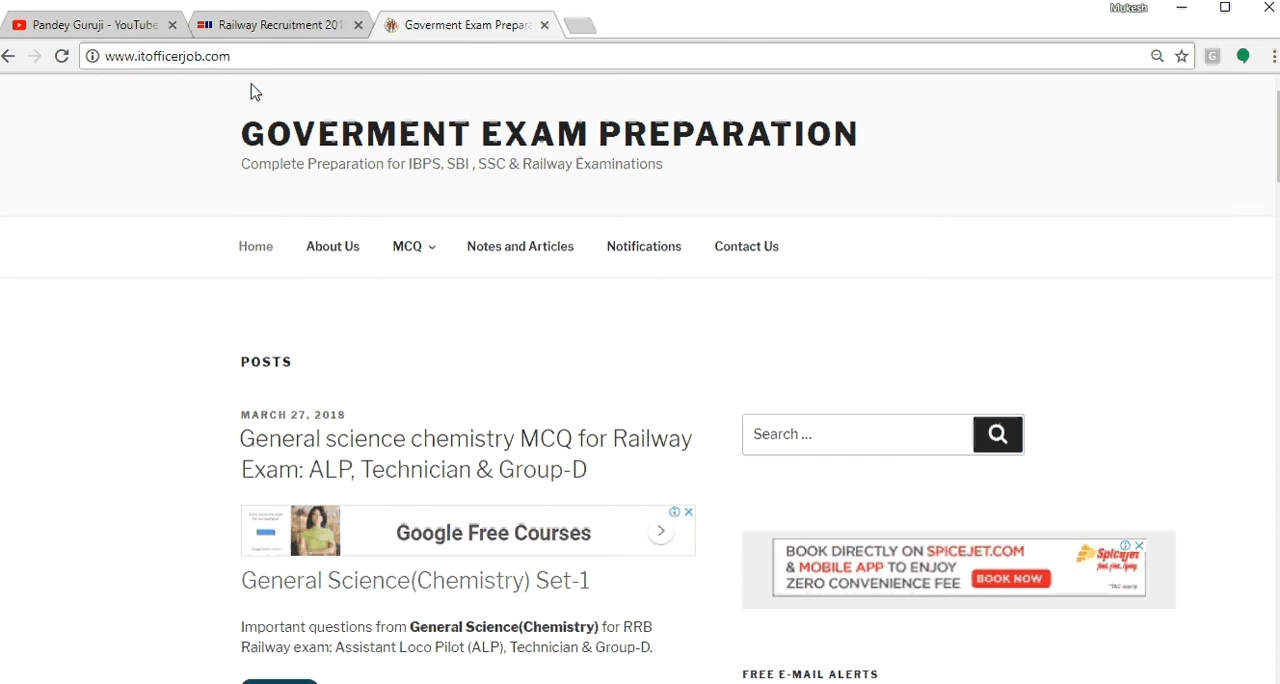 Mukesh
Pandey Guruji - YouTube
Railway Recruitment 201
Goverment Exam Prepara
www.itofficerjob.com
G
GOVERMENT EXAM PREPARATION
Complete Preparation for IBPS, SBI , SSC & Railway Examinations
Home About Us MCQ Notes and Articles Notifications Contact Us
POSTS
MARCH 27, 2018
General science chemistry MCQ for Railway
Exam: ALP, Technician & Group-D
Search ...
Google Free Courses
BOOK DIRECTLY ON SPICEJET.COM
& MOBILE APP TO ENJOY
ZERO CONVENIENCE FEE
BOOK NOW
SpiceJet
General Science(Chemistry) Set-1
Important questions from General Science(Chemistry) for RRB
Railway exam: Assistant Loco Pilot (ALP), Technician & Group-D.
FREE E-MAIL ALERTS